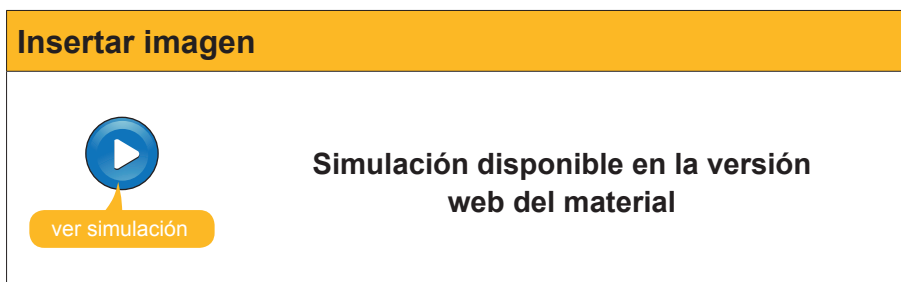 Insertar imagen
Simulación disponible en la versión
web del material
ver simulación